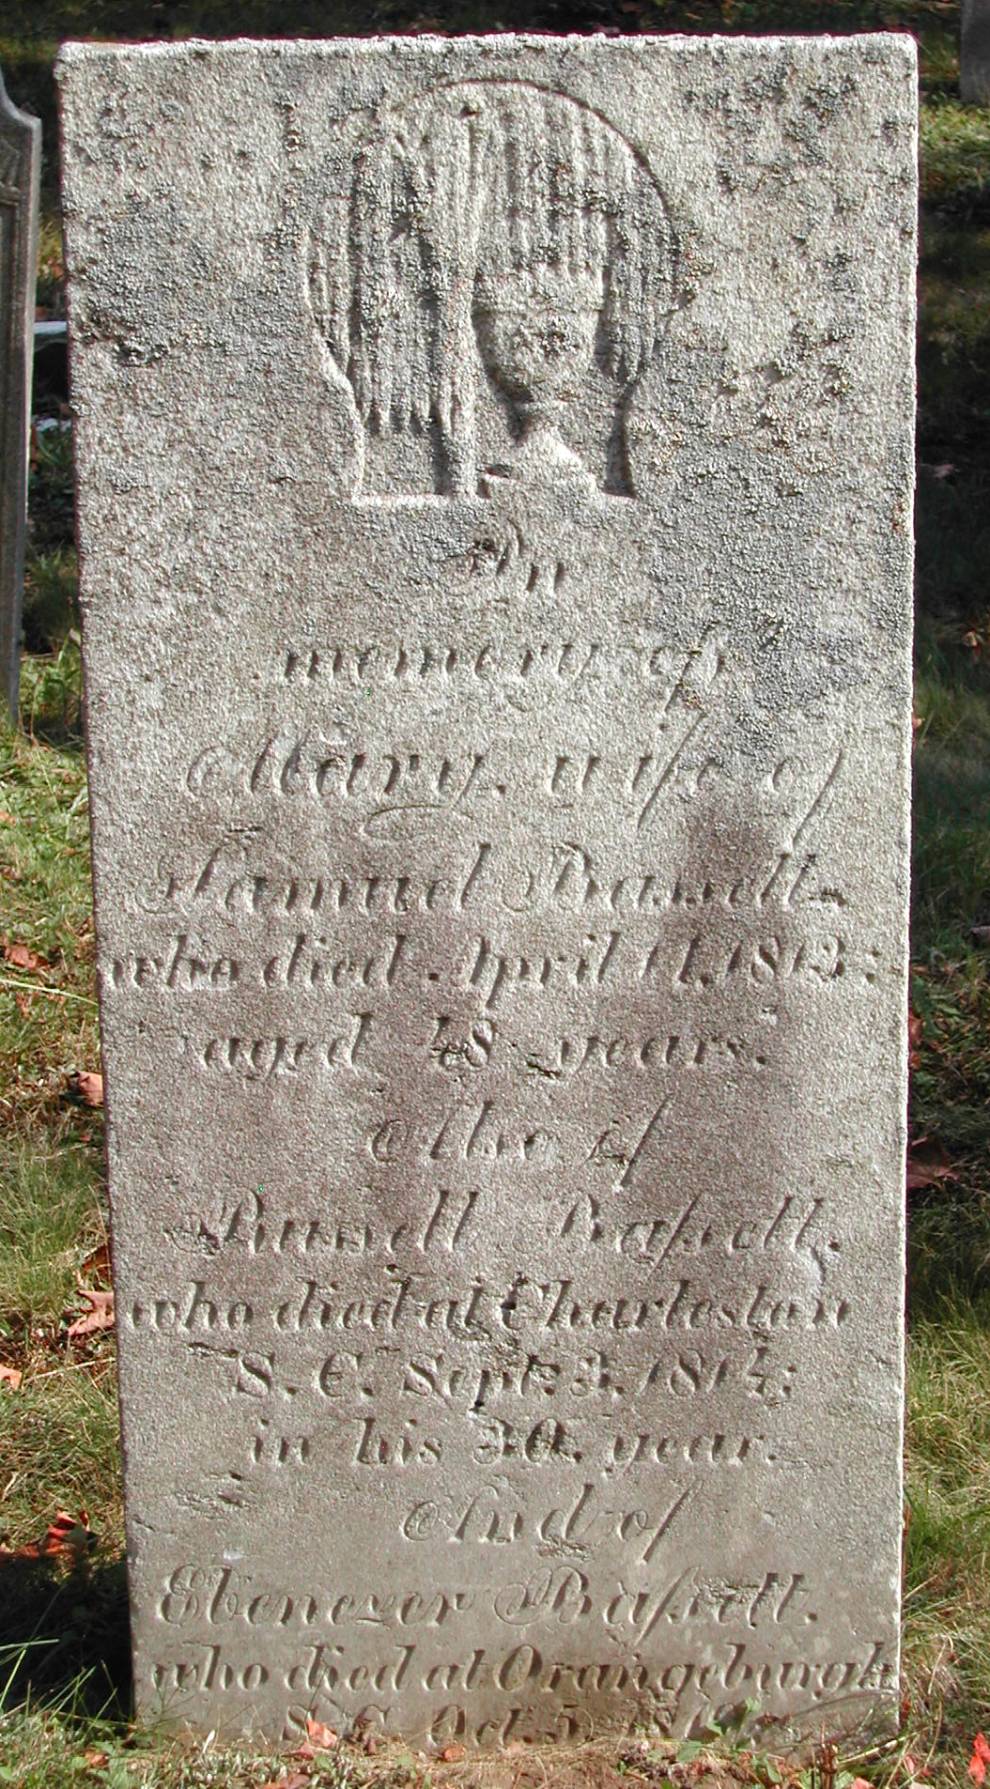 In
memory of
Mary, wife of
Samuel Bassett
who died April 11, 1813;
aged 48 years.
Also of
Russell Baſsett,
who died at Charleston
S. C. Sept. 3, 1814;
in his 30. year.
And of
Ebenezer Baſsett.
who died at Orangeburgh
S. C. Oct. 5